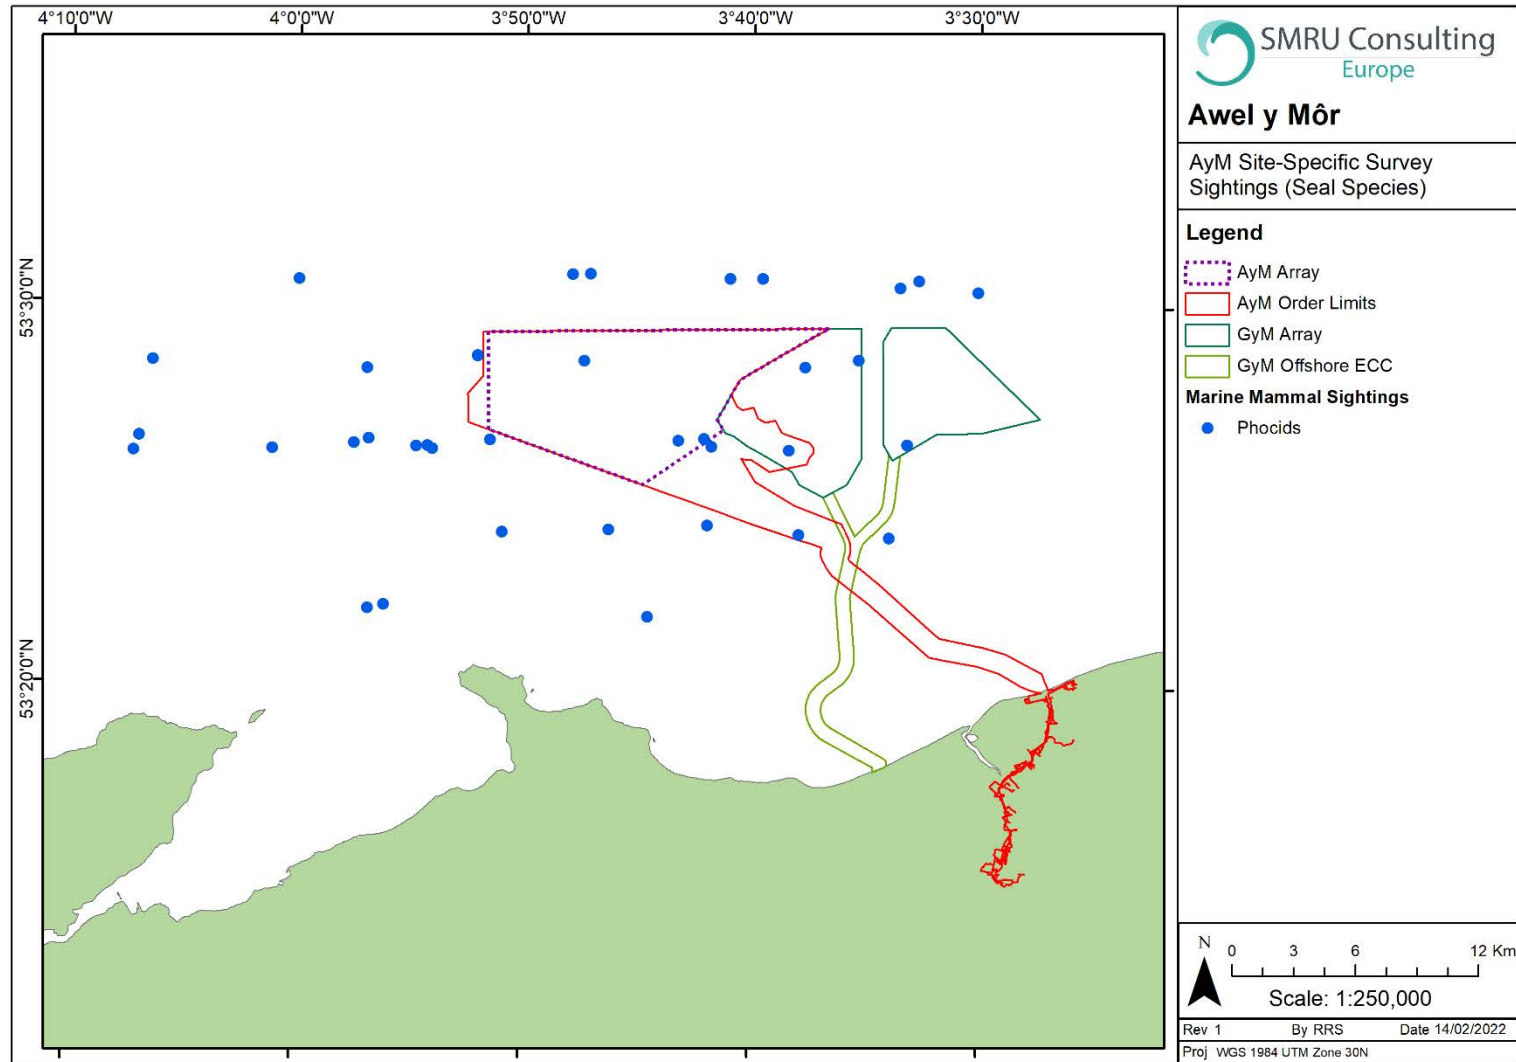 4°10'0"W 4°0'0"W 3°50'0"W 3°40'0"W 3°30'0"W
53°30'0"N
53°20'0"N
SMRU Consulting
Europe
Awel y Môr
AyM Site-Specific Survey
Sightings (Seal Species)
Legend
AyM Array
AyM Order Limits
GyM Array
GyM Offshore ECC
Marine Mammal Sightings
Phocids
N
0 3 6 12 Km
Scale: 1:250,000
Rev 1 By RRS Date 14/02/2022
Proj WGS 1984 UTM Zone 30N